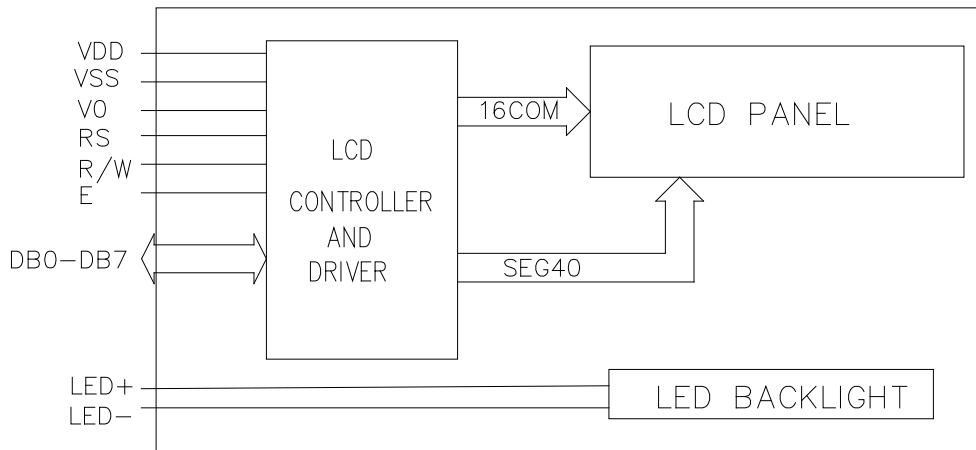 VDD
VSS
V0
RS
R/W
E
DB0-DB7
LED+
LED-
LCD
CONTROLLER
AND
DRIVER
16COM
SEG40
LCD PANEL
LED BACKLIGHT